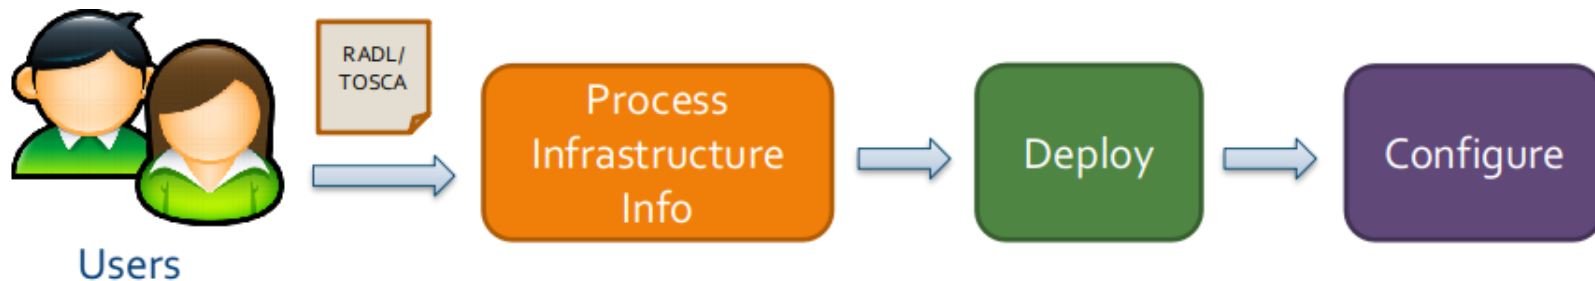 RADL/
TOSCA
Users
Process
Infrastructure
Info
Deploy
Configure